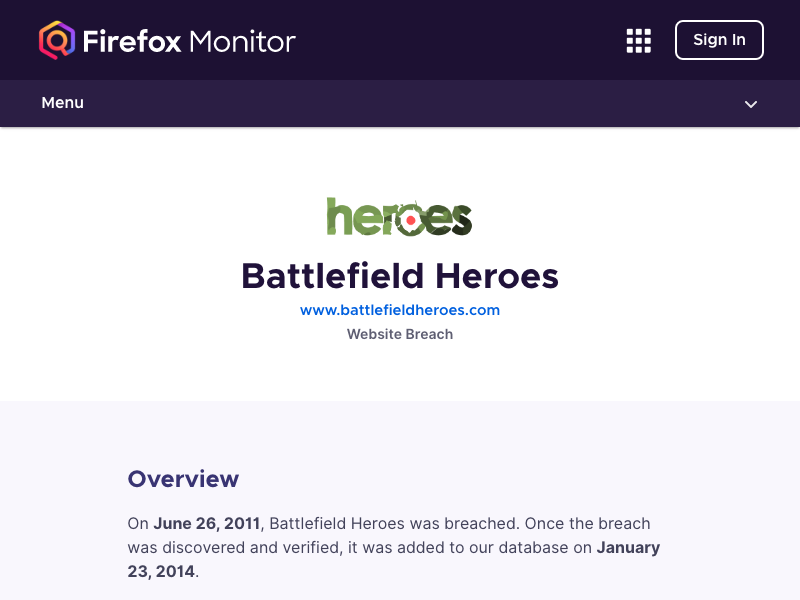 Firefox Monitor
Sign In
Menu
heroes
Battlefield Heroes
www.battlefieldheroes.com
Website Breach
Overview
On June 26, 2011, Battlefield Heroes was breached. Once the breach
was discovered and verified, it was added to our database on January
23, 2014.